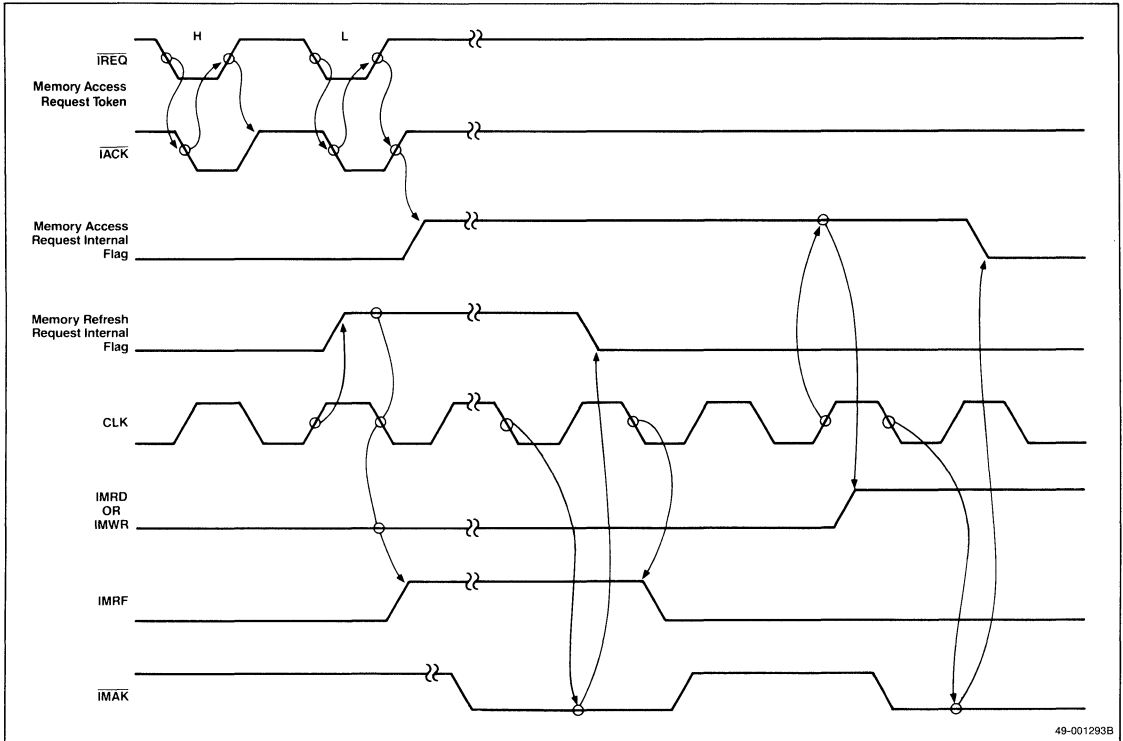 H L
IREQ
Memory Access
Request Token
IACK
Memory Access
Request Internal
Flag
Memory Refresh
Request Internal
Flag
CLK
IMRD
OR
IMWR
IMRF
IMAK
49-001293B